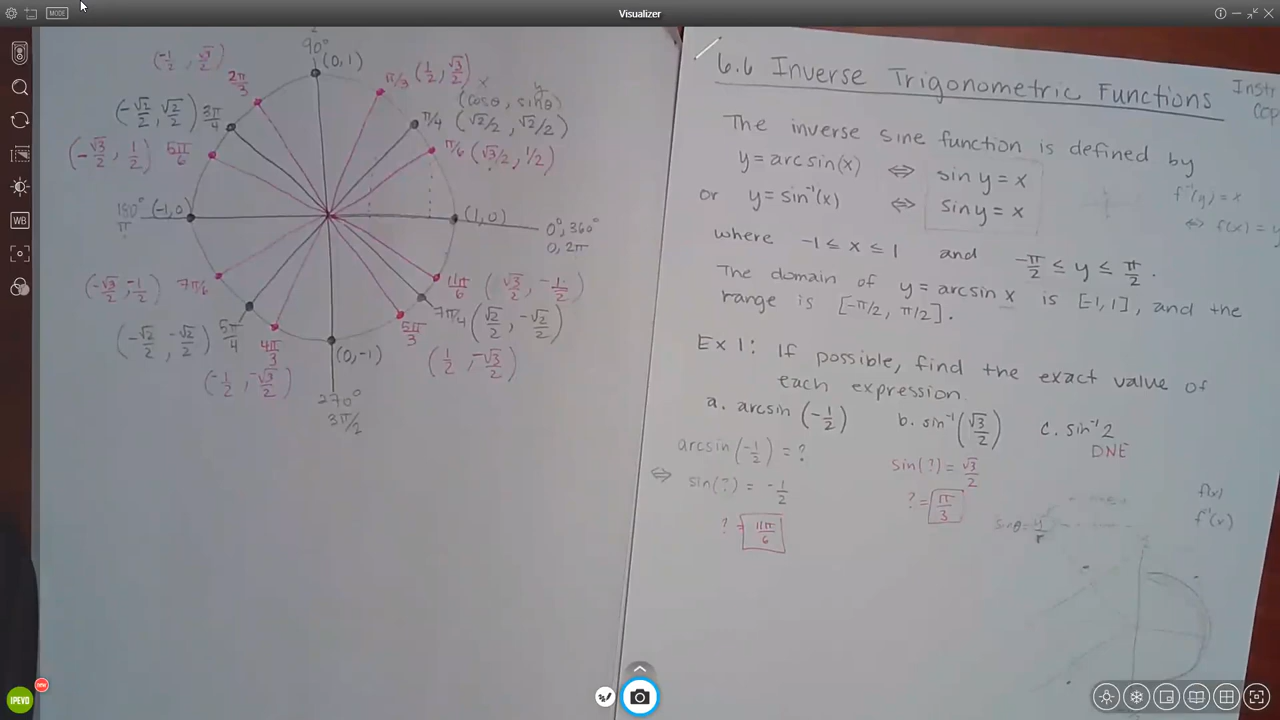 MODE
Visualizer
90°
(0, 1)
(-1/2, √3/2)
2π/3
π/3 (1/2, √3/2)
x y
(cosθ, sinθ)
(-√2/2, √2/2) 3π/4
π/4 (√2/2, √2/2)
(-√3/2, 1/2) 5π/6
π/6 (√3/2, 1/2)
180° (-1,0)
π
(1,0)
0°, 360°
0, 2π
(-√3/2, -1/2) 7π/6
11π/6 (√3/2, -1/2)
(-√2/2, -√2/2) 5π/4
7π/4 (√2/2, -√2/2)
4π/3
(-1/2, -√3/2)
5π/3
(1/2, -√3/2)
(0,-1)
270°
3π/2
6.6 Inverse Trigonometric Functions
Instr
Cop
The inverse sine function is defined by
y = arcsin(x) ⇔ sin y = x
or y = sin⁻¹(x) ⇔ sin y = x
f⁻¹(y) = x
⇔ f(x) = y
where -1 ≤ x ≤ 1 and -π/2 ≤ y ≤ π/2.
The domain of y = arcsin x is [-1, 1], and the
range is [-π/2, π/2].
Ex 1: If possible, find the exact value of
each expression.
a. arcsin (-1/2) b. sin⁻¹(√3/2) c. sin⁻¹ 2
DNE
arcsin(-1/2) = ?
⇔ sin(?) = -1/2
? = 11π/6
sin(?) = √3/2
? = π/3
f(x)
f⁻¹(x)
sinθ = y/r
IPEVO
new
WB